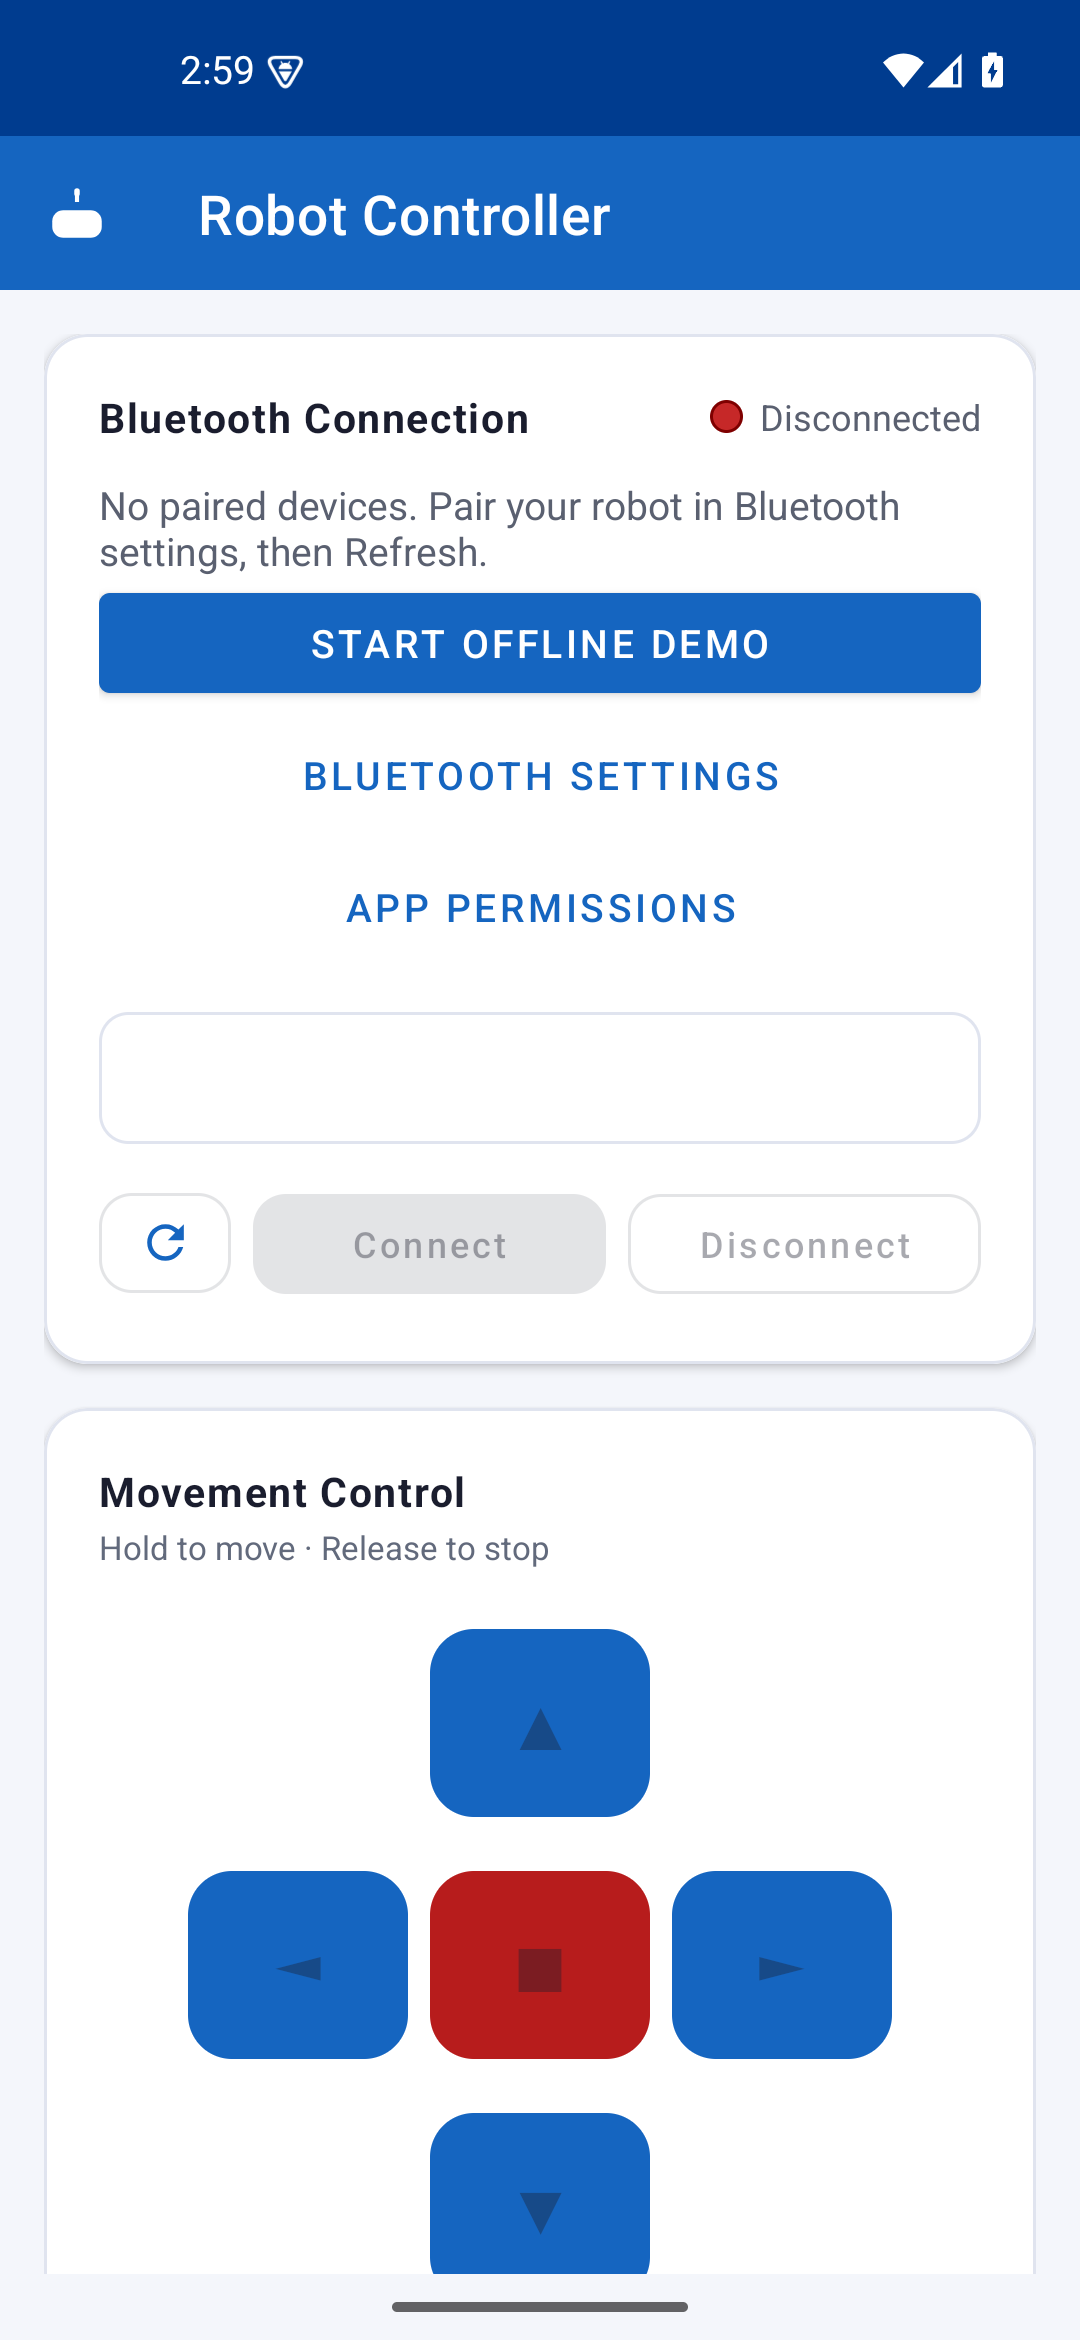 2:59
Robot Controller
Bluetooth Connection
Disconnected
No paired devices. Pair your robot in Bluetooth
settings, then Refresh.
START OFFLINE DEMO
BLUETOOTH SETTINGS
APP PERMISSIONS
Connect
Disconnect
Movement Control
Hold to move · Release to stop
▲
◄
■
►
▼